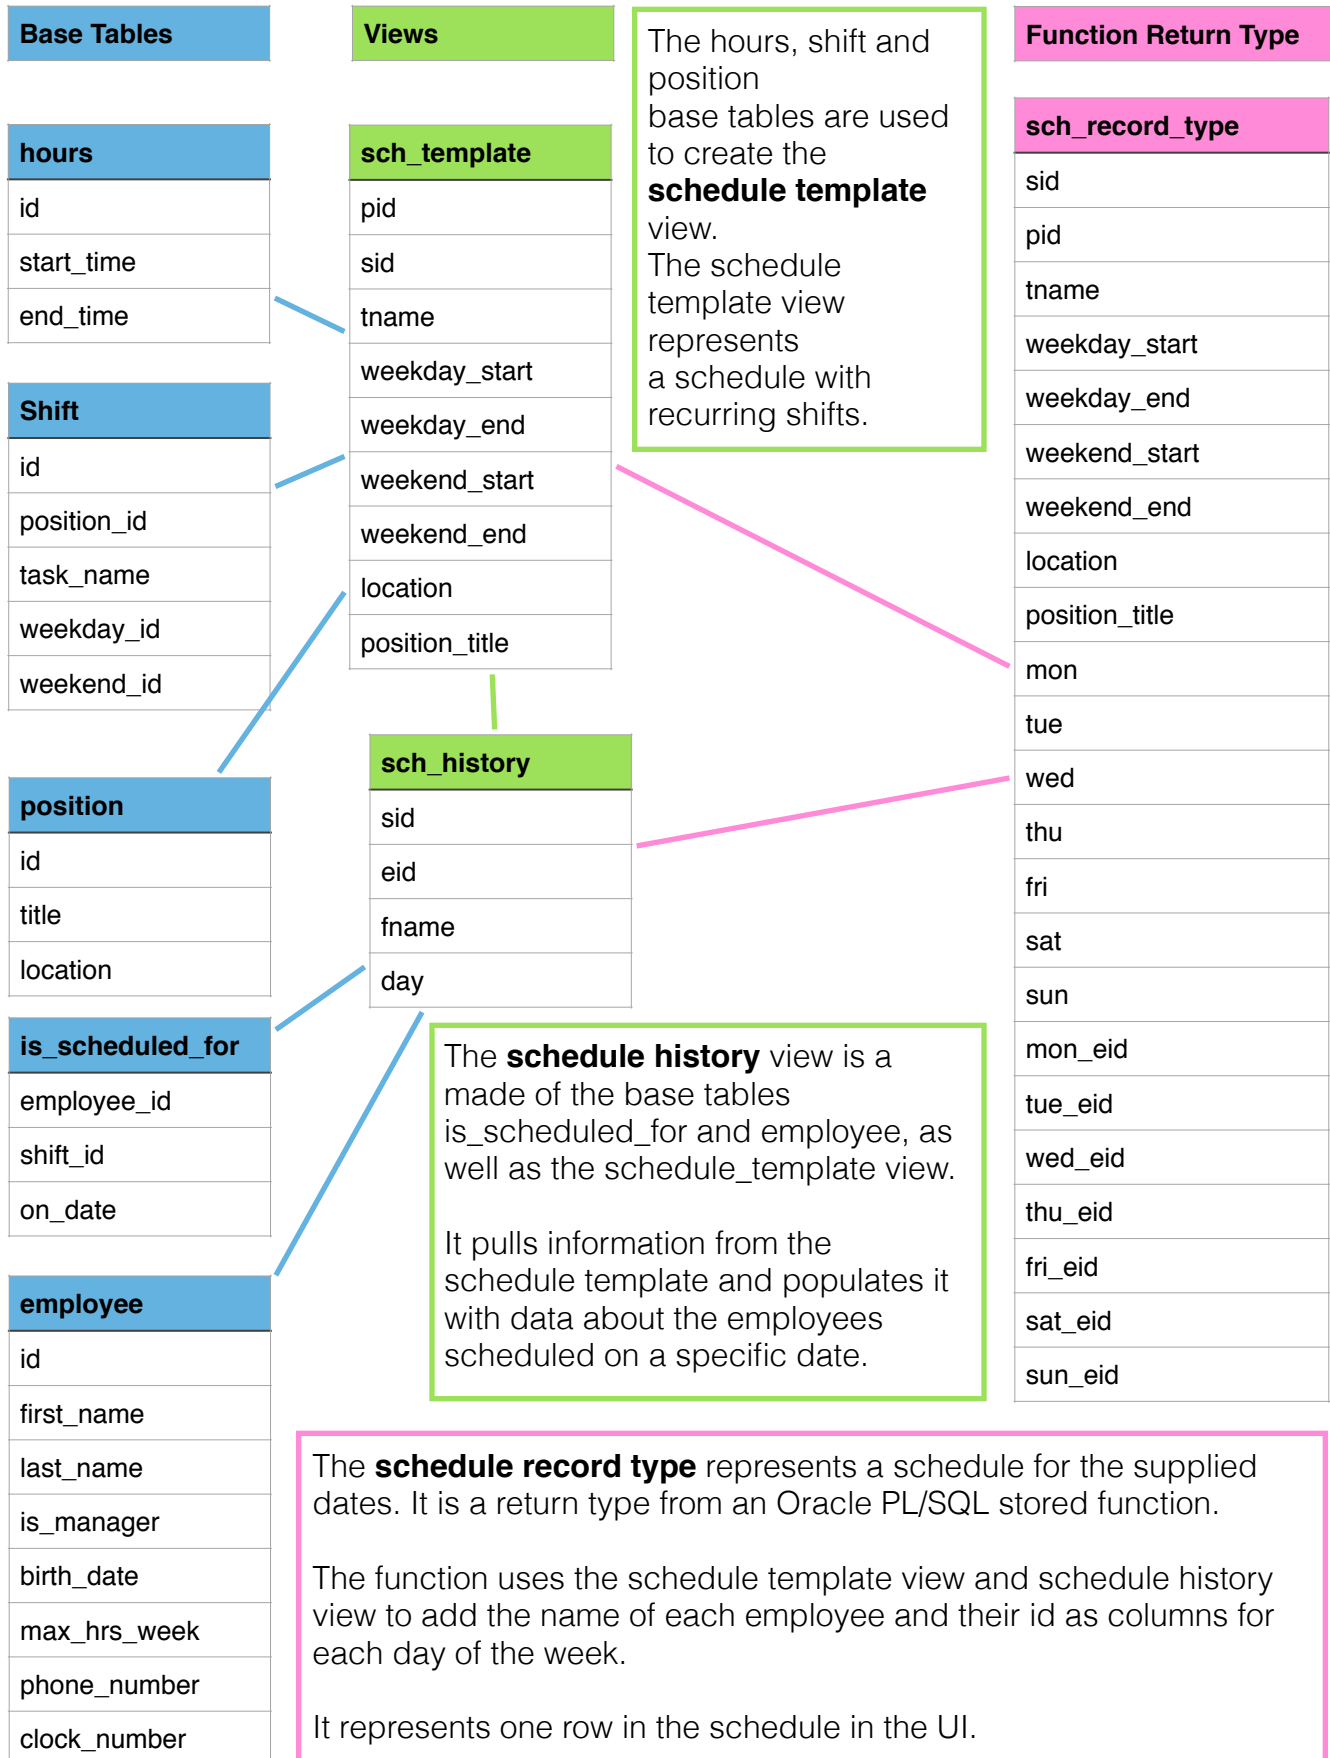 Base Tables
hours
id
start_time
end_time
Shift
id
position_id
task_name
weekday_id
weekend_id
position
id
title
location
is_scheduled_for
employee_id
shift_id
on_date
employee
id
first_name
last_name
is_manager
birth_date
max_hrs_week
phone_number
clock_number
Views
sch_template
pid
sid
tname
weekday_start
weekday_end
weekend_start
weekend_end
location
position_title
sch_history
sid
eid
fname
day
The hours, shift and
position
base tables are used
to create the
schedule template
view.
The schedule
template view
represents
a schedule with
recurring shifts.
The schedule history view is a
made of the base tables
is_scheduled_for and employee, as
well as the schedule_template view.
It pulls information from the
schedule template and populates it
with data about the employees
scheduled on a specific date.
Function Return Type
sch_record_type
sid
pid
tname
weekday_start
weekday_end
weekend_start
weekend_end
location
position_title
mon
tue
wed
thu
fri
sat
sun
mon_eid
tue_eid
wed_eid
thu_eid
fri_eid
sat_eid
sun_eid
The schedule record type represents a schedule for the supplied
dates. It is a return type from an Oracle PL/SQL stored function.
The function uses the schedule template view and schedule history
view to add the name of each employee and their id as columns for
each day of the week.
It represents one row in the schedule in the UI.